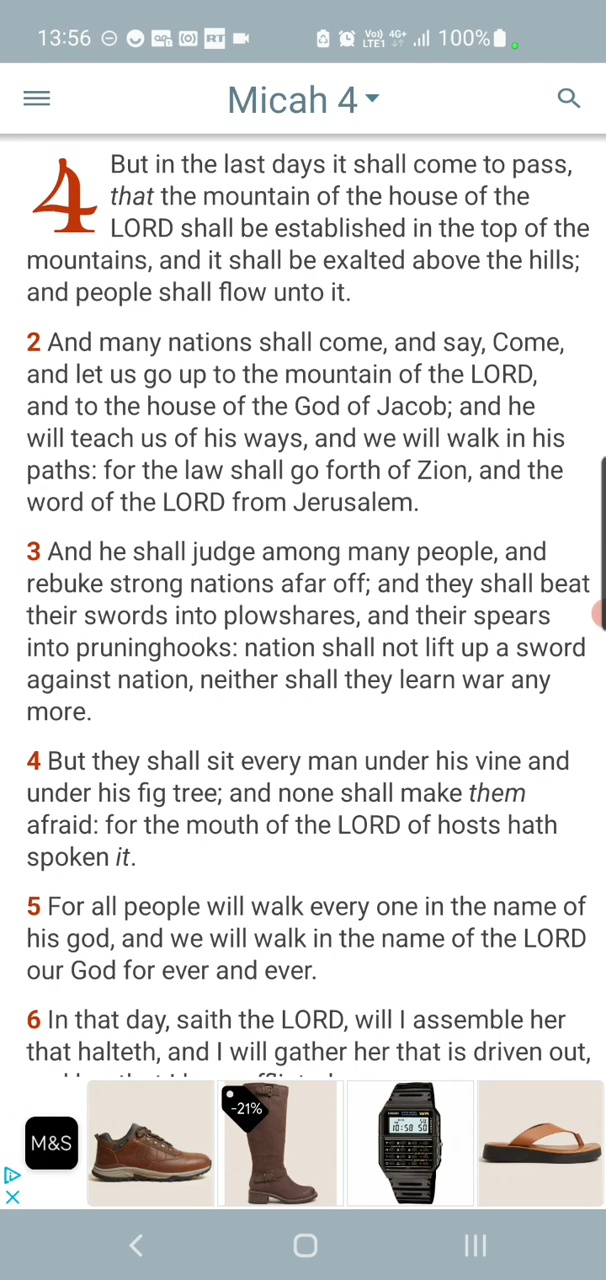 13:56
RT
Vo)) 4G+
LTE1
100%
Micah 4
4 But in the last days it shall come to pass,
that the mountain of the house of the
LORD shall be established in the top of the
mountains, and it shall be exalted above the hills;
and people shall flow unto it.
2 And many nations shall come, and say, Come,
and let us go up to the mountain of the LORD,
and to the house of the God of Jacob; and he
will teach us of his ways, and we will walk in his
paths: for the law shall go forth of Zion, and the
word of the LORD from Jerusalem.
3 And he shall judge among many people, and
rebuke strong nations afar off; and they shall beat
their swords into plowshares, and their spears
into pruninghooks: nation shall not lift up a sword
against nation, neither shall they learn war any
more.
4 But they shall sit every man under his vine and
under his fig tree; and none shall make them
afraid: for the mouth of the LORD of hosts hath
spoken it.
5 For all people will walk every one in the name of
his god, and we will walk in the name of the LORD
our God for ever and ever.
6 In that day, saith the LORD, will I assemble her
that halteth, and I will gather her that is driven out,
M&S
-21%
10:58 50